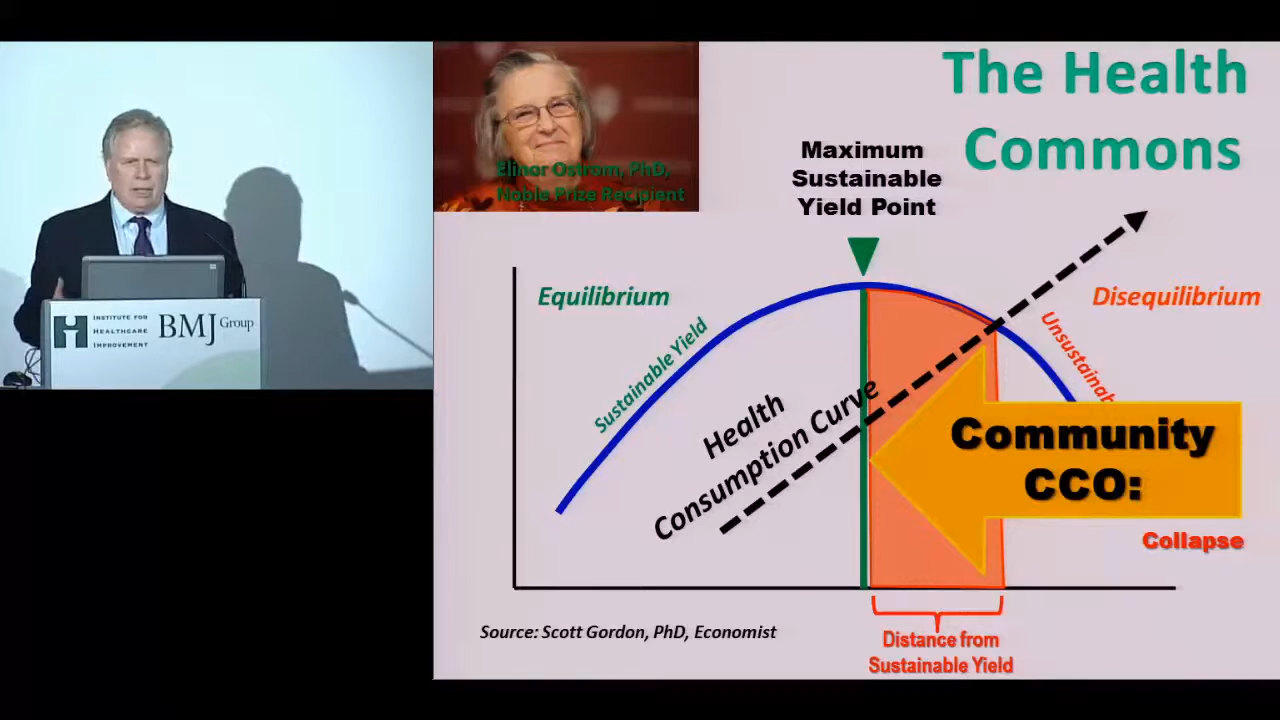 The Health
Commons
Elinor Ostrom, PhD,
Noble Prize Recipient
Maximum
Sustainable
Yield Point
INSTITUTE FOR
HEALTHCARE
IMPROVEMENT
BMJ Group
Equilibrium
Disequilibrium
Sustainable Yield
Unsustainab
Health
Consumption Curve
Community
CCO:
Collapse
Source: Scott Gordon, PhD, Economist
Distance from
Sustainable Yield